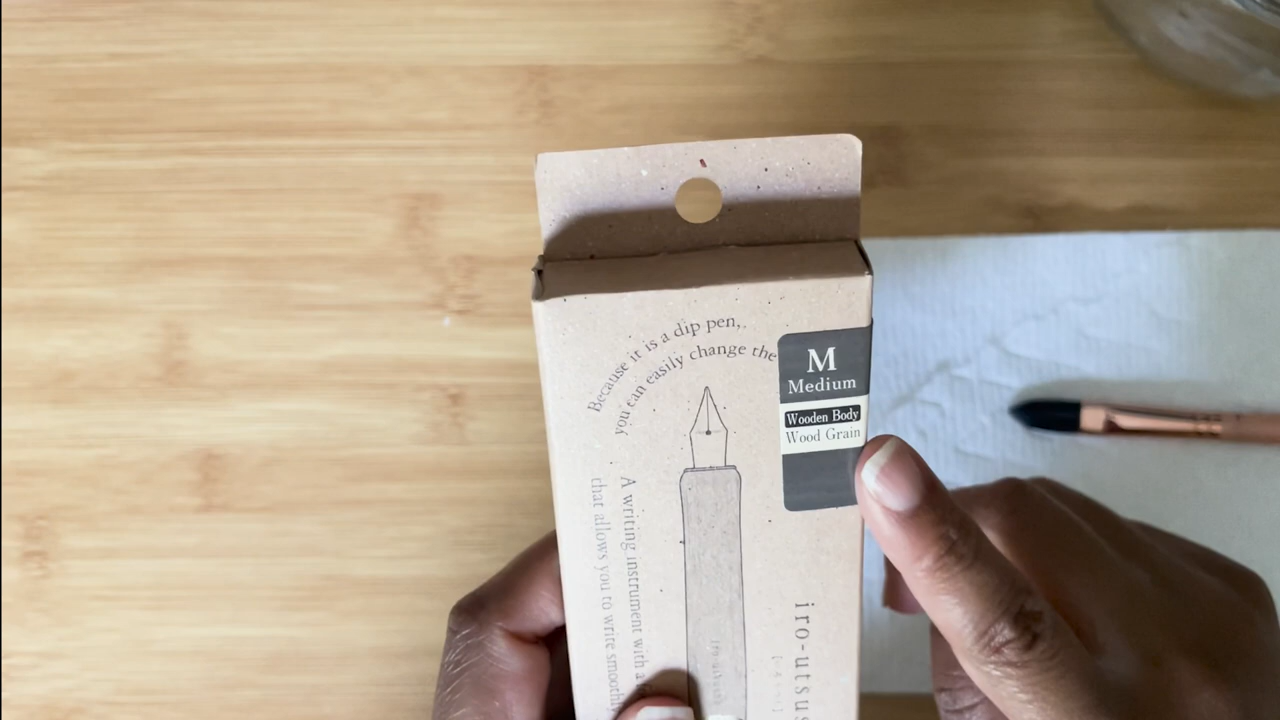 Because it is a dip pen,
you can easily change the
M
Medium
Wooden Body
Wood Grain
A writing instrument with a
that allows you to write
iro-utsus